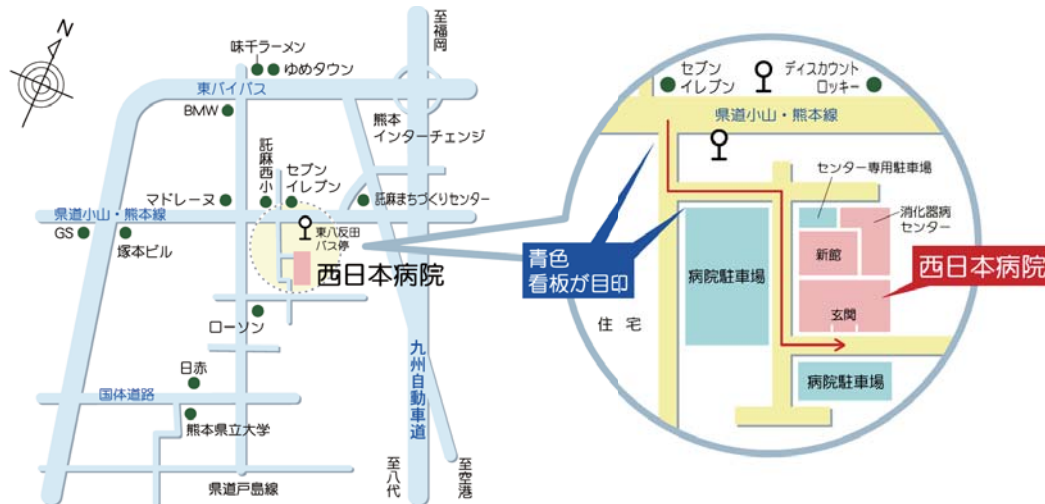 N
味千ラーメン
ゆめタウン
東バイパス
BMW
至福岡
熊本
インターチェンジ
託麻西小
セブン
イレブン
マドレーヌ
託麻まちづくりセンター
県道小山・熊本線
GS
塚本ビル
東八反田
バス停
西日本病院
ローソン
日赤
国体道路
熊本県立大学
九州自動車道
県道戸島線
至八代
至空港
セブン
イレブン
ディスカウント
ロッキー
県道小山・熊本線
センター専用駐車場
消化器病
センター
新館
青色
看板が目印
病院駐車場
西日本病院
玄関
住宅
病院駐車場